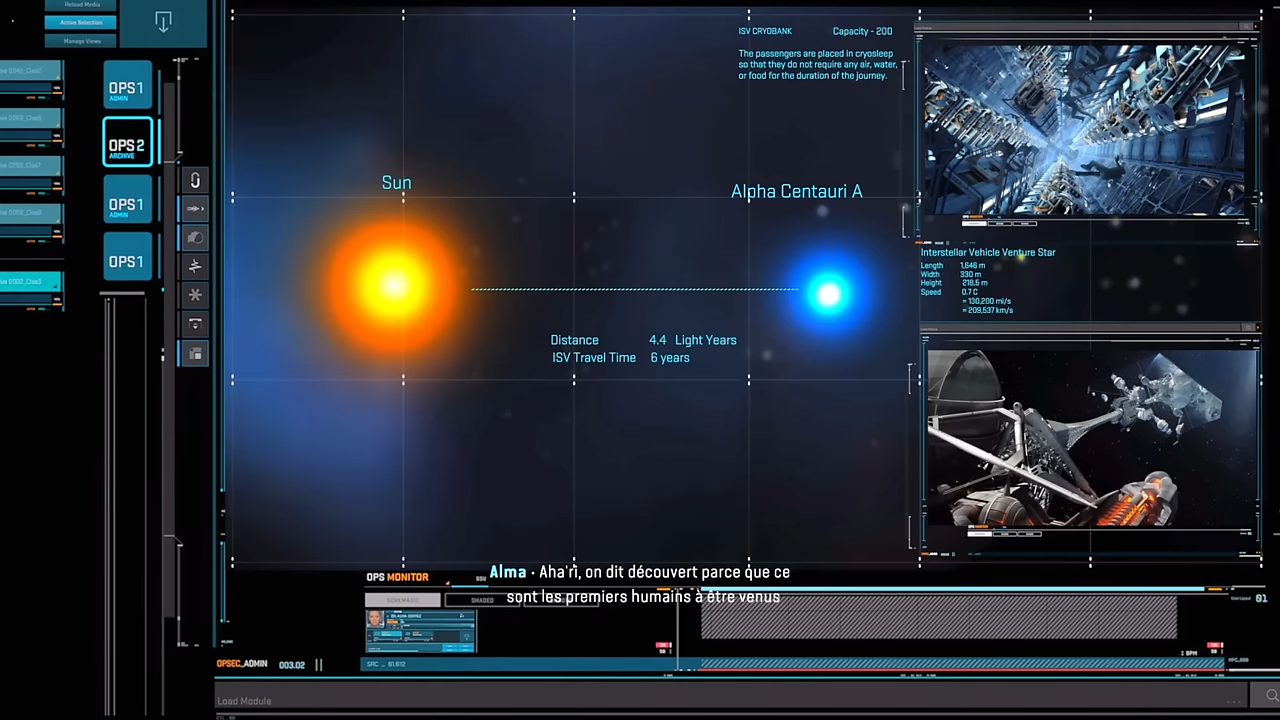 Reload Media
Active Selection
Manage Views
OPS1
ADMIN
OPS2
ARCHIVE
OPS1
ADMIN
OPS1
ISV CRYOBANK Capacity - 200
The passengers are placed in cryosleep
so that they do not require any air, water,
or food for the duration of the journey.
Sun
Alpha Centauri A
Distance 4.4 Light Years
ISV Travel Time 6 years
Interstellar Vehicle Venture Star
Length 1,646 m
Width 330 m
Height 218.5 m
Speed 0.7 C
= 130,200 mi/s
= 209,537 km/s
Alma · Aha'ri, on dit découvert parce que ce
sont les premiers humains à être venus
OPS MONITOR
SHADED
OPSEC_ADMIN 003.02
SRC _ 61.612
01
Load Module